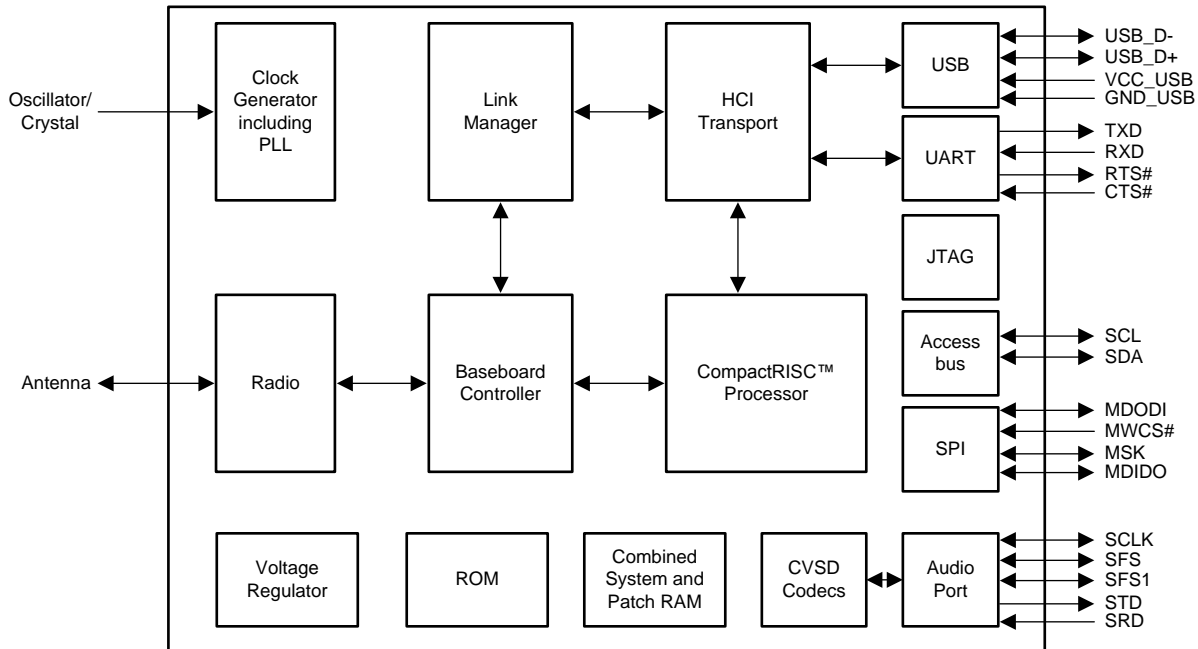 Oscillator/
Crystal
Clock
Generator
including
PLL
Link
Manager
HCI
Transport
USB
USB_D-
USB_D+
VCC_USB
GND_USB
UART
TXD
RXD
RTS#
CTS#
JTAG
Antenna
Radio
Baseboard
Controller
CompactRISC™
Processor
Access
bus
SCL
SDA
SPI
MDODI
MWCS#
MSK
MDIDO
Voltage
Regulator
ROM
Combined
System and
Patch RAM
CVSD
Codecs
Audio
Port
SCLK
SFS
SFS1
STD
SRD